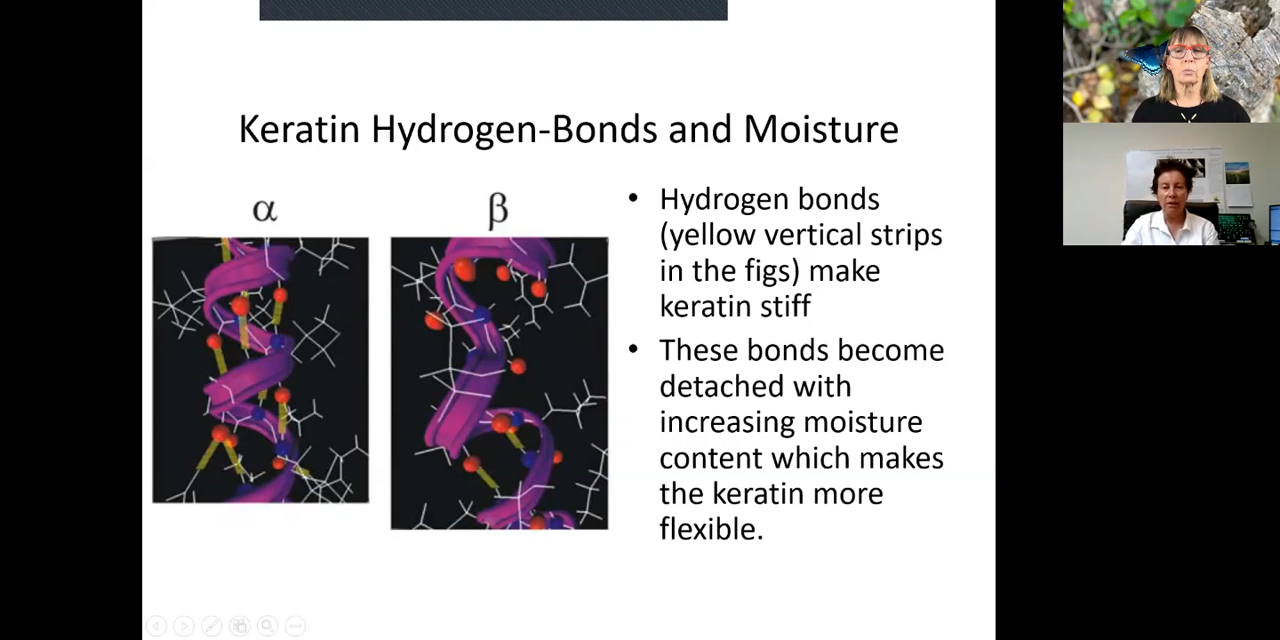 Keratin Hydrogen-Bonds and Moisture
α
β
• Hydrogen bonds
(yellow vertical strips
in the figs) make
keratin stiff
• These bonds become
detached with
increasing moisture
content which makes
the keratin more
flexible.